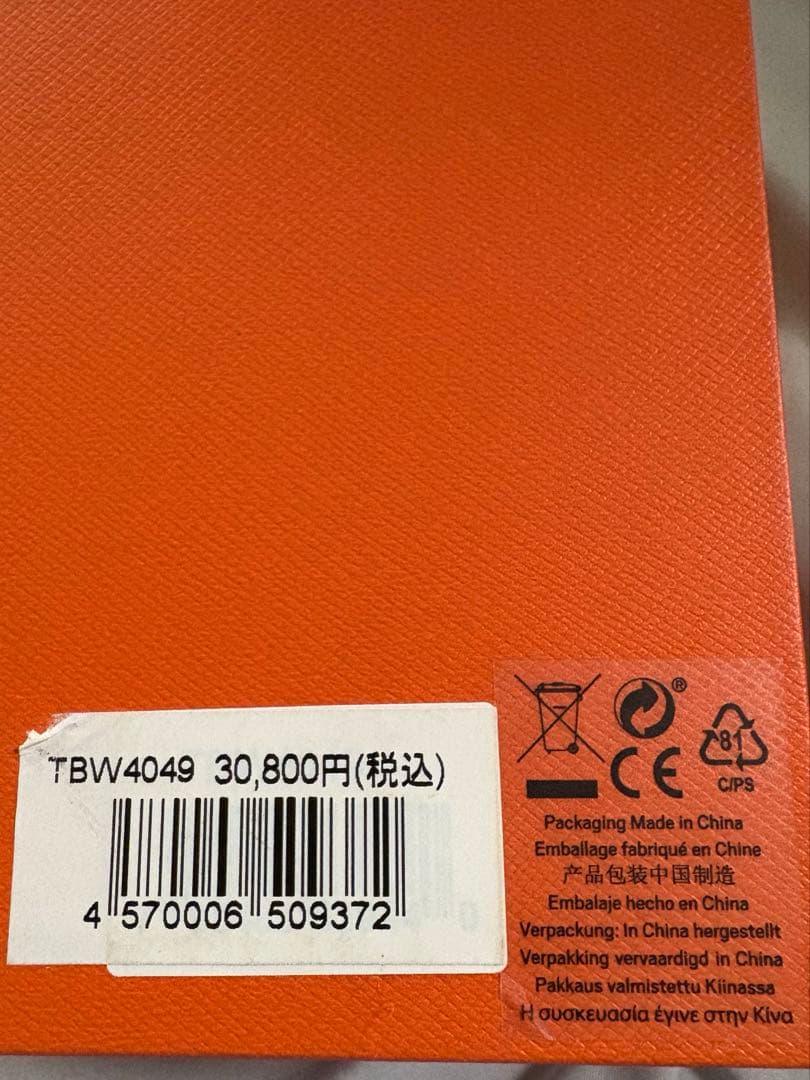 TBW4049 30,800円(税込)
4 570006 509372
®
CE
81
C/PS
Packaging Made in China
Emballage fabriqué en Chine
产品包装中国制造
Embalaje hecho en China
Verpackung: In China hergestellt
Verpakking vervaardigd in China
Pakkaus valmistettu Kiinassa
Η συσκευασία έγινε στην Κίνα